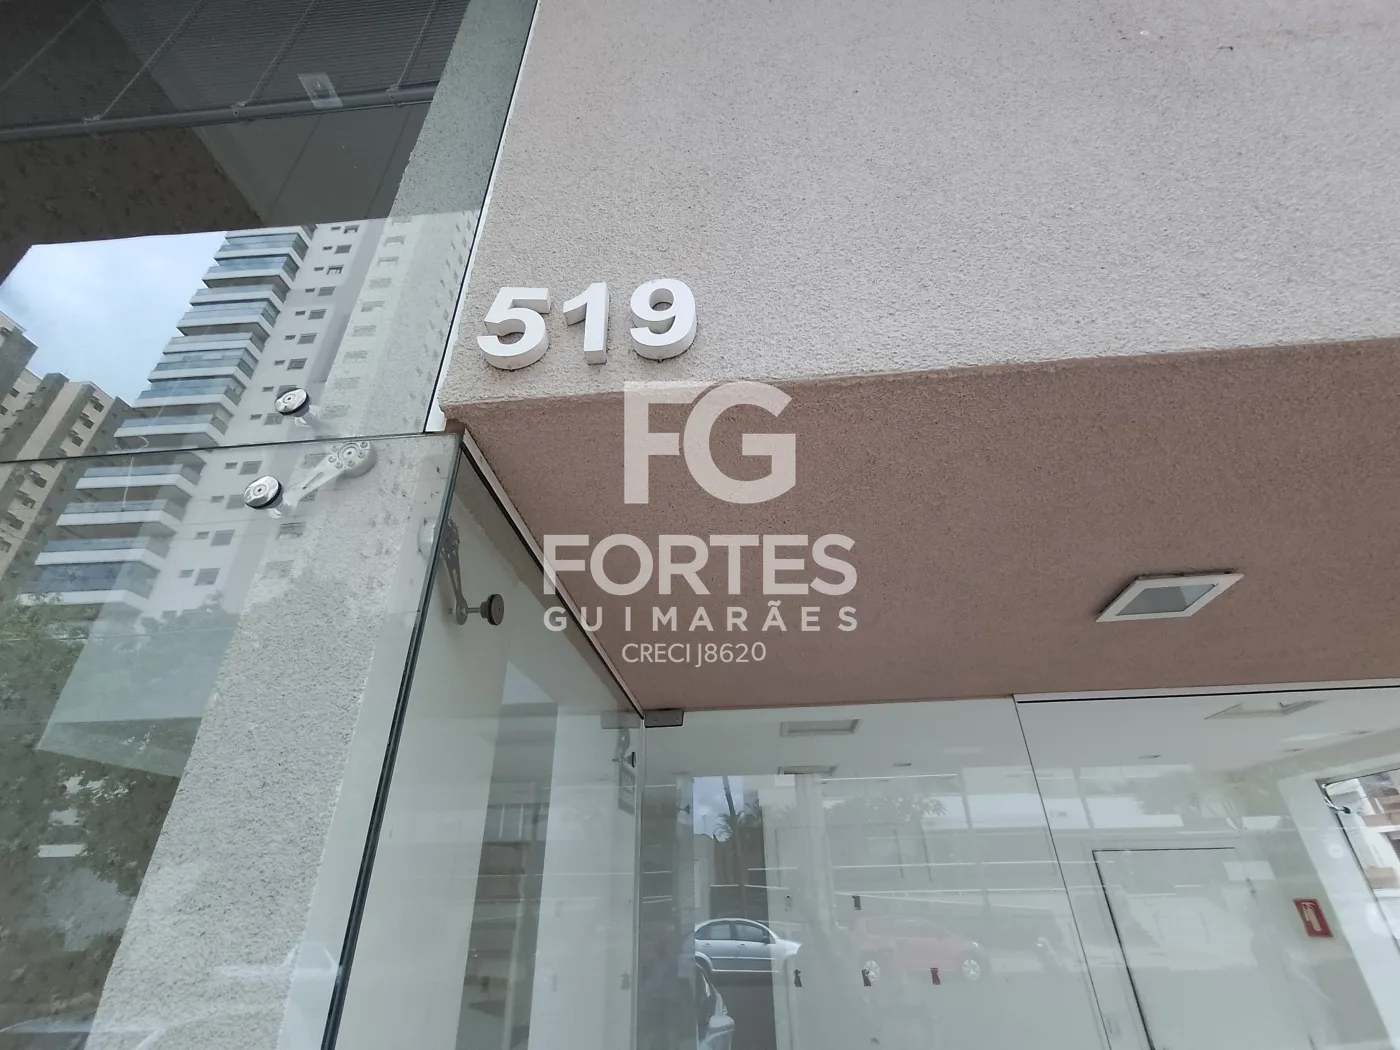 519
FG
FORTES
GUIMARÃES
CRECI J8620